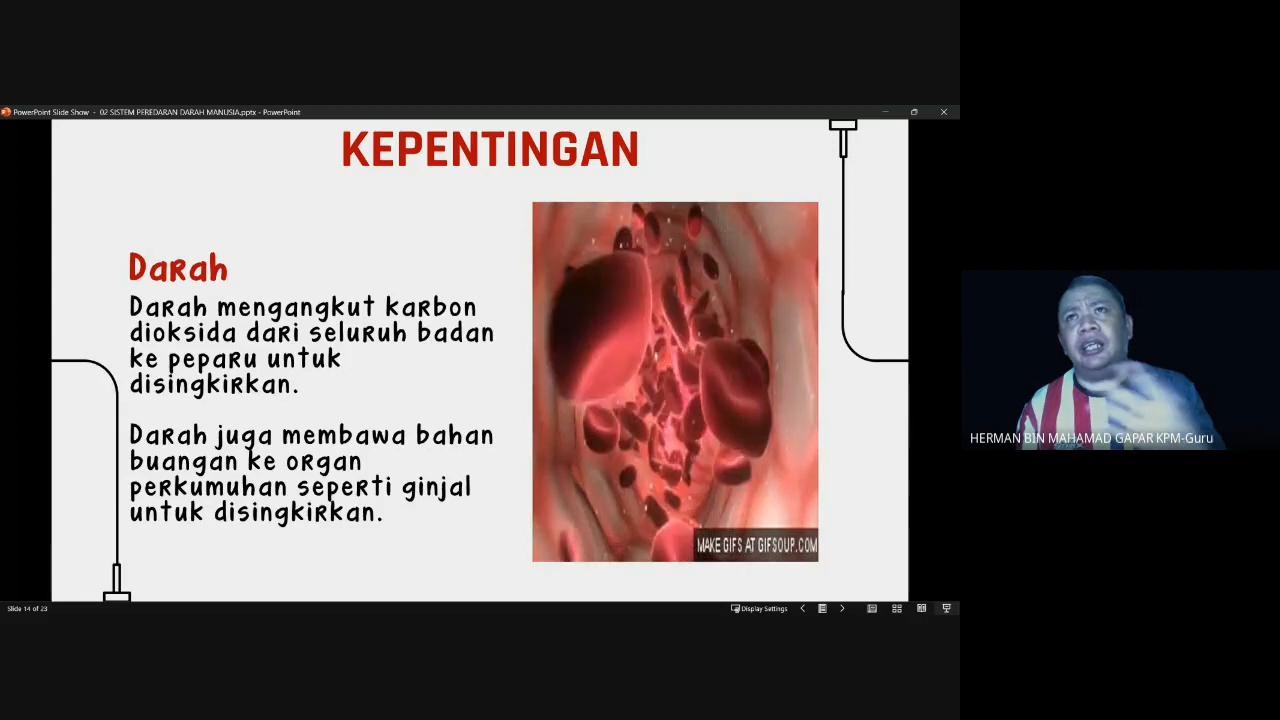 PowerPoint Slide Show - 02 SISTEM PEREDARAN DARAH MANUSIA.pptx - PowerPoint
KEPENTINGAN
Darah
Darah mengangkut karbon
dioksida dari seluruh badan
ke peparu untuk
disingkirkan.
Darah juga membawa bahan
buangan ke organ
perkumuhan seperti ginjal
untuk disingkirkan.
MAKE GIFS AT GIFSOUP.COM
HERMAN BIN MAHAMAD GAPAR KPM-Guru
Slide 14 of 23
Display Settings